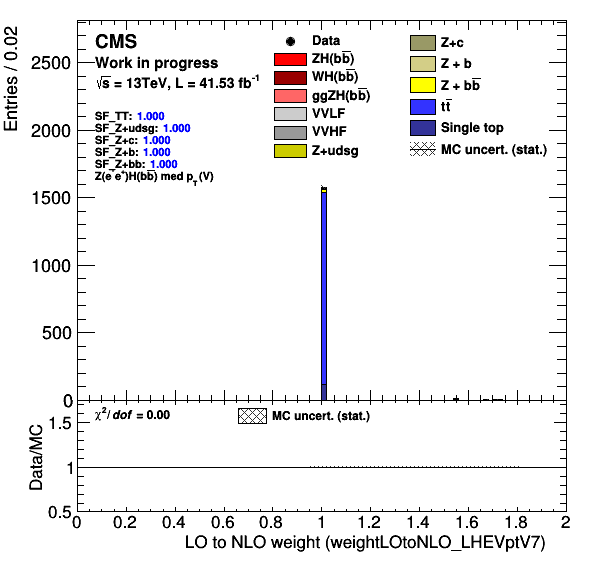 CMS
Work in progress
√s = 13TeV, L = 41.53 fb⁻¹
SF_TT: 1.000
SF_Z+udsg: 1.000
SF_Z+c: 1.000
SF_Z+b: 1.000
SF_Z+bb: 1.000
Z(e⁻e⁺)H(bb̅) med p_T(V)
Data
ZH(bb̅)
WH(bb̅)
ggZH(bb̅)
VVLF
VVHF
Z+udsg
Z+c
Z + b
Z + bb̅
tt̅
Single top
MC uncert. (stat.)
Entries / 0.02
2500
2000
1500
1000
500
0
χ²/dof = 0.00
MC uncert. (stat.)
Data/MC
1.5
1
0.5
0 0.2 0.4 0.6 0.8 1 1.2 1.4 1.6 1.8 2
LO to NLO weight (weightLOtoNLO_LHEVptV7)